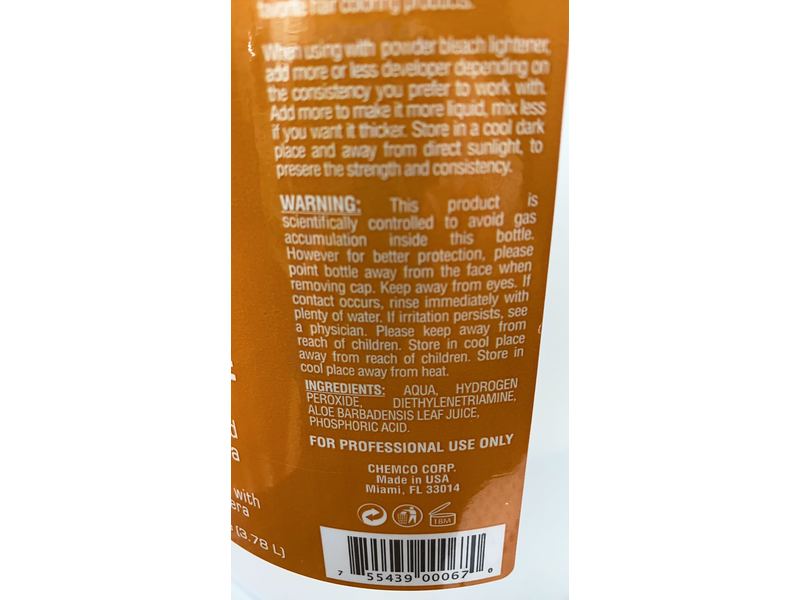 favorite hair coloring products.
When using with powder bleach lightener,
add more or less developer depending on
the consistency you prefer to work with.
Add more to make it more liquid, mix less
if you want it thicker. Store in a cool dark
place and away from direct sunlight, to
presere the strength and consistency.
WARNING: This product is
scientifically controlled to avoid gas
accumulation inside this bottle.
However for better protection, please
point bottle away from the face when
removing cap. Keep away from eyes. If
contact occurs, rinse immediately with
plenty of water. If irritation persists, see
a physician. Please keep away from
reach of children. Store in cool place
away from reach of children. Store in
cool place away from heat.
INGREDIENTS: AQUA, HYDROGEN
PEROXIDE, DIETHYLENETRIAMINE,
ALOE BARBADENSIS LEAF JUICE,
PHOSPHORIC ACID.
FOR PROFESSIONAL USE ONLY
CHEMCO CORP.
Made in USA
Miami, FL 33014
18M
with
(3.78 L)
7 55439 00067 0